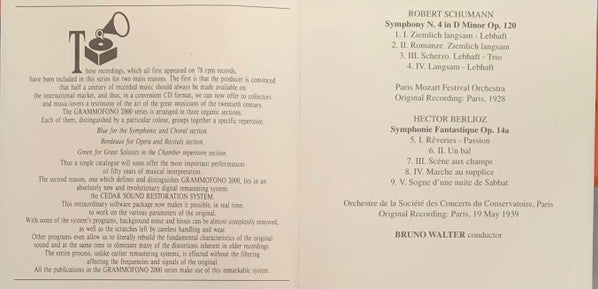 These recordings, which all first appeared on 78 rpm records,
have been included in this series for two main reasons. The first is that the producer is convinced
that half a century of recorded music should always be made available on
the international market, and thus, in a convenient CD format, we can now offer to collectors
and music-lovers a testimony of the art of the great musicians of the twentieth century.
The GRAMMOFONO 2000 series is arranged in three organic sections.
Each of them, distinguished by a particular colour, groups together a specific repertoire.
Blue for the Symphonic and Choral section.
Bordeaux for Opera and Recitals section.
Green for Great Soloists in the Chamber repertoire section.
Thus a single catalogue will soon offer the most important performances
of fifty years of musical interpretation.
The second reason, one which defines and distinguishes GRAMMOFONO 2000, lies in an
absolutely new and revolutionary digital remastering system:
the CEDAR SOUND RESTORATION SYSTEM.
This extraordinary software package now makes it possible, in real time,
to work on the various parameters of the original.
With some of the system's programs, background noise and hisses can be almost completely removed,
as well as the scratches left by careless handling and wear.
Other programs even allow us to literally rebuild the fundamental characteristics of the original
sound and at the same time to eliminate many of the distortions inherent in older recordings.
The entire process, unlike earlier remastering systems, is effected without the filtering
affecting the frequencies and signals of the original.
All the publications in the GRAMMOFONO 2000 series make use of this remarkable system.
ROBERT SCHUMANN
Symphony N. 4 in D Minor Op. 120
1. I. Ziemlich langsam - Lebhaft
2. II. Romanze. Ziemlich langsam
3. III. Scherzo. Lebhaft - Trio
4. IV. Langsam - Lebhaft
Paris Mozart Festival Orchestra
Original Recording: Paris, 1928
HECTOR BERLIOZ
Symphonie Fantastique Op. 14a
5. I. Rêveries - Passion
6. II. Un bal
7. III. Scène aux champs
8. IV. Marche au supplice
9. V. Sogne d'une nuite de Sabbat
Orchestre de la Société des Concerts du Conservatoire, Paris
Original Recording: Paris, 19 May 1939
BRUNO WALTER conductor